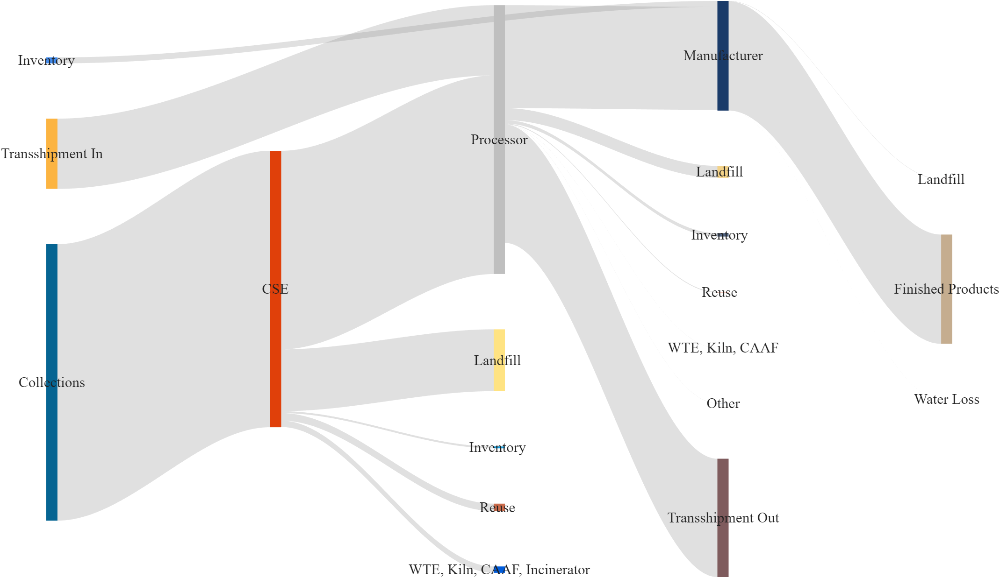 Inventory
Transshipment In
Collections
CSE
Processor
Landfill
Inventory
Reuse
WTE, Kiln, CAAF, Incinerator
Manufacturer
Landfill
Inventory
Reuse
WTE, Kiln, CAAF
Other
Transshipment Out
Landfill
Finished Products
Water Loss